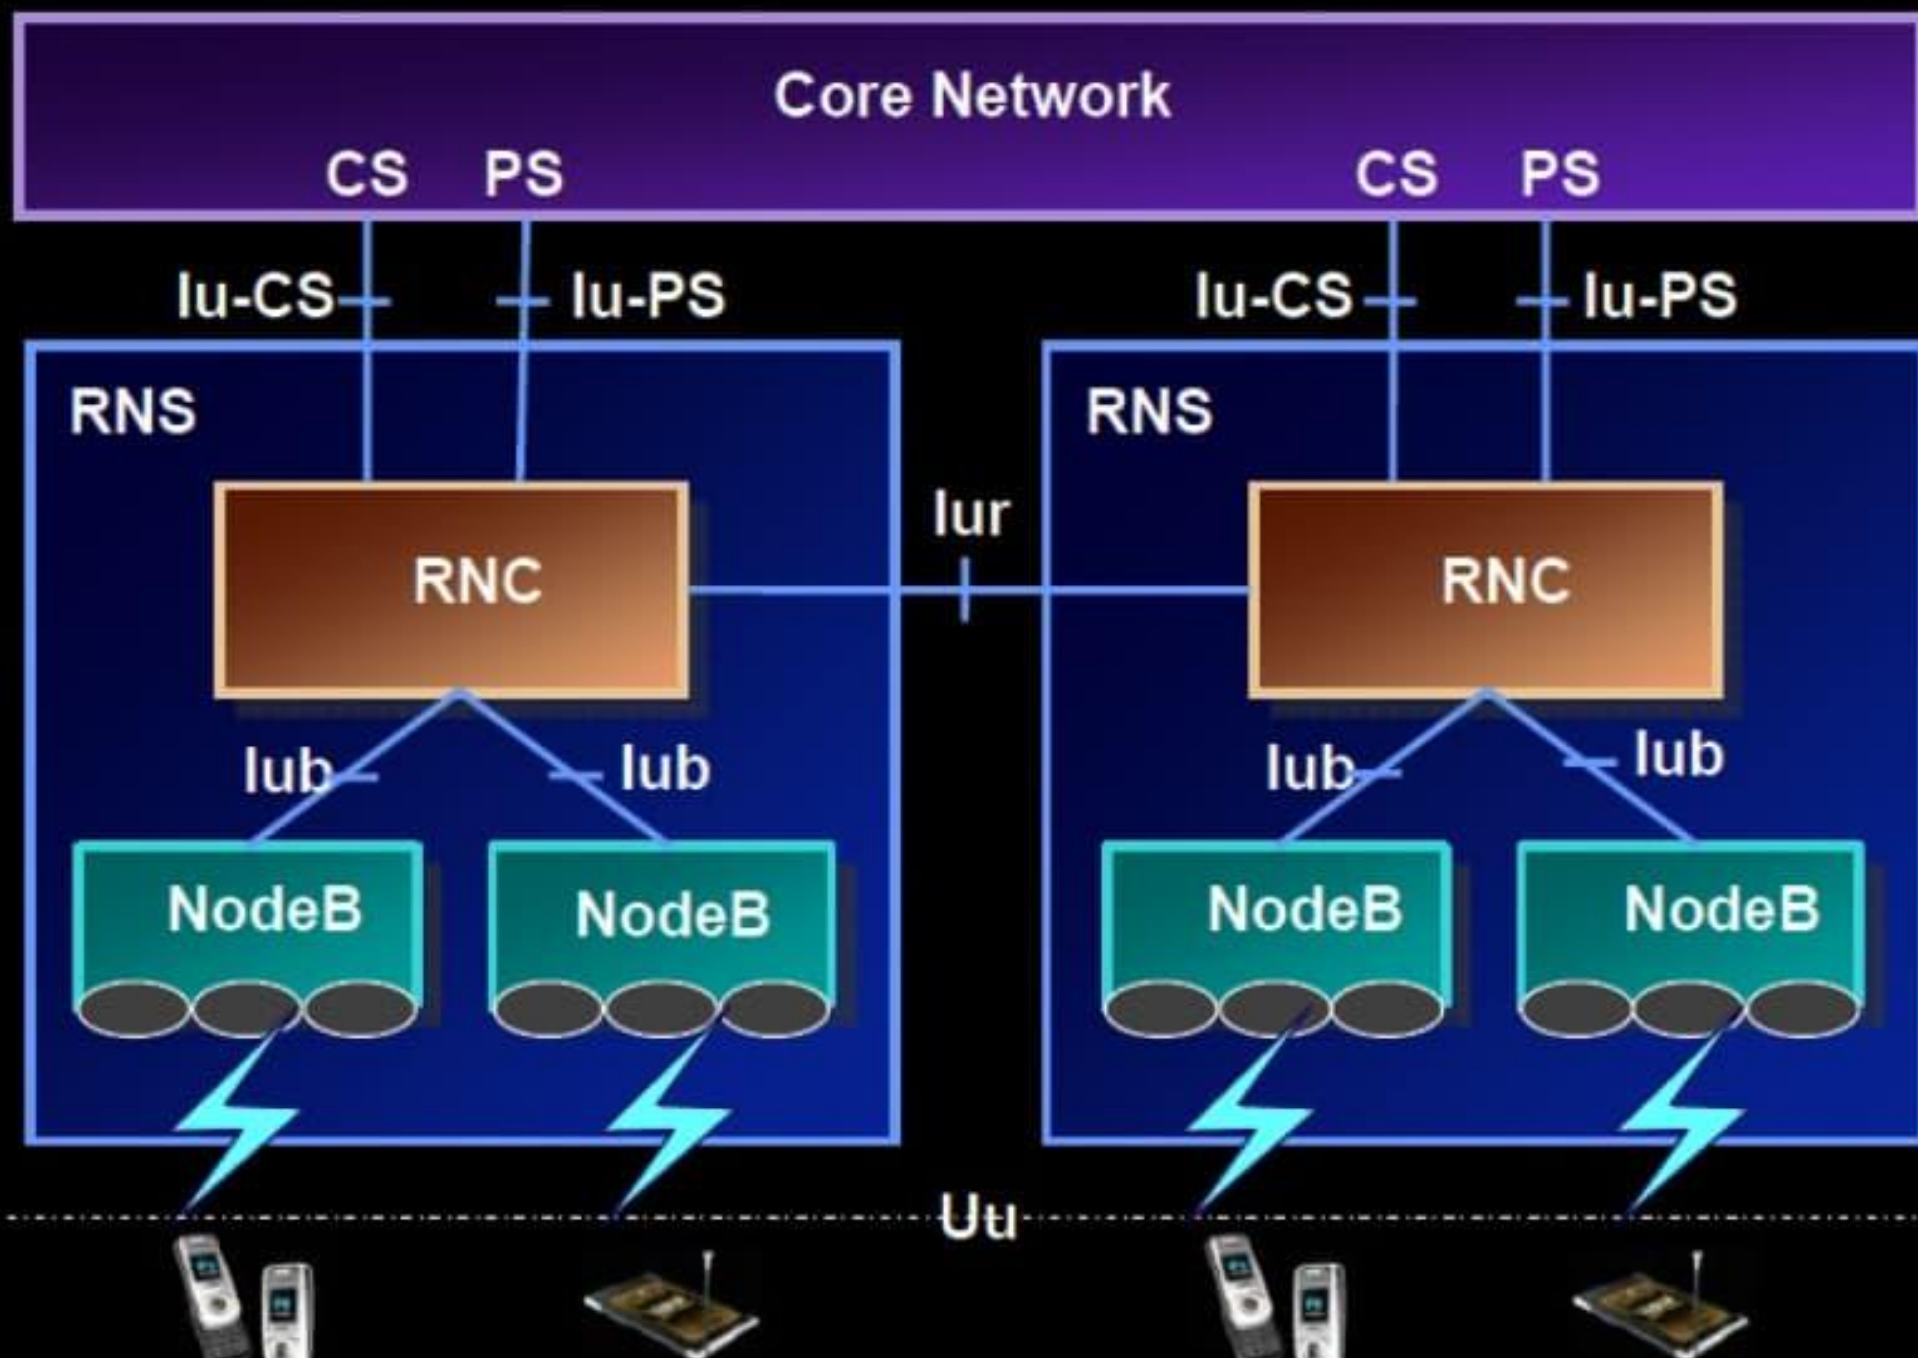 Core Network
CS PS CS PS
Iu-CS Iu-PS Iu-CS Iu-PS
RNS RNS
Iur
RNC RNC
Iub Iub Iub Iub
NodeB NodeB NodeB NodeB
Uu